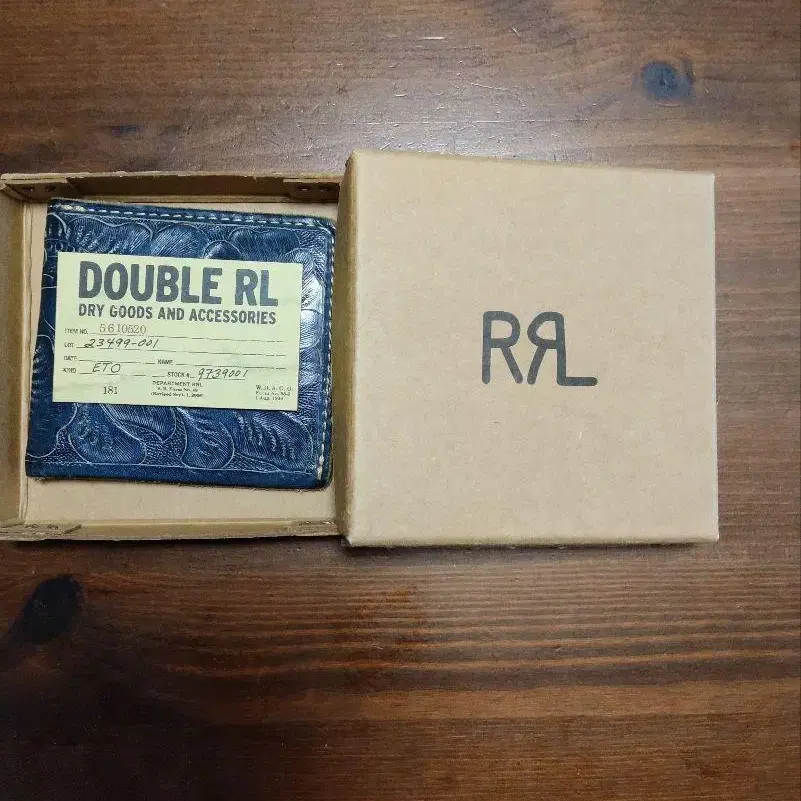 DOUBLE RL
DRY GOODS AND ACCESSORIES
ITEM NO. 5610520
LOT 23499-001
DATE NAME
KIND ETO STOCK № 9739001
181
DEPARTMENT RRL
RRL